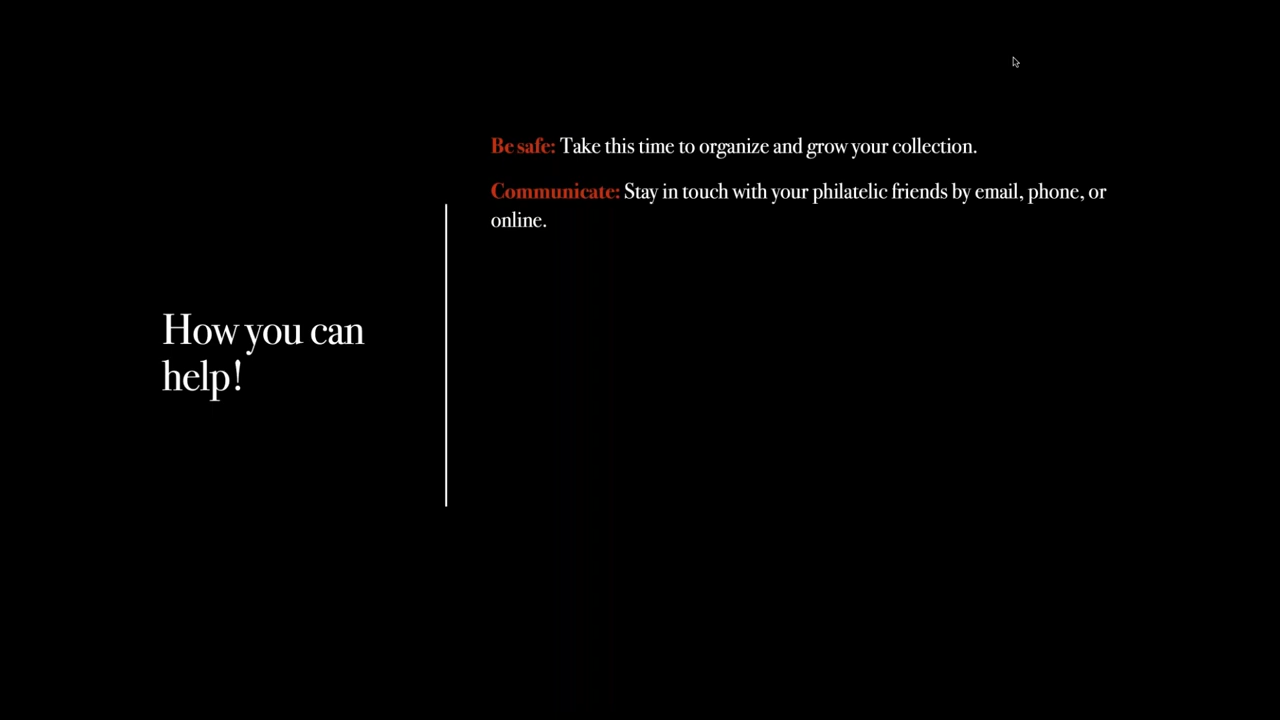 How you can
help!
Be safe: Take this time to organize and grow your collection.
Communicate: Stay in touch with your philatelic friends by email, phone, or
online.